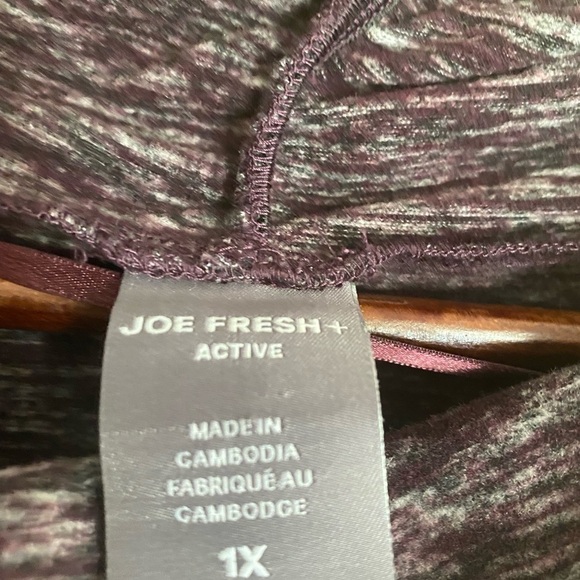 JOE FRESH+
ACTIVE
MADE IN
CAMBODIA
FABRIQUÉ AU
CAMBODGE
1X